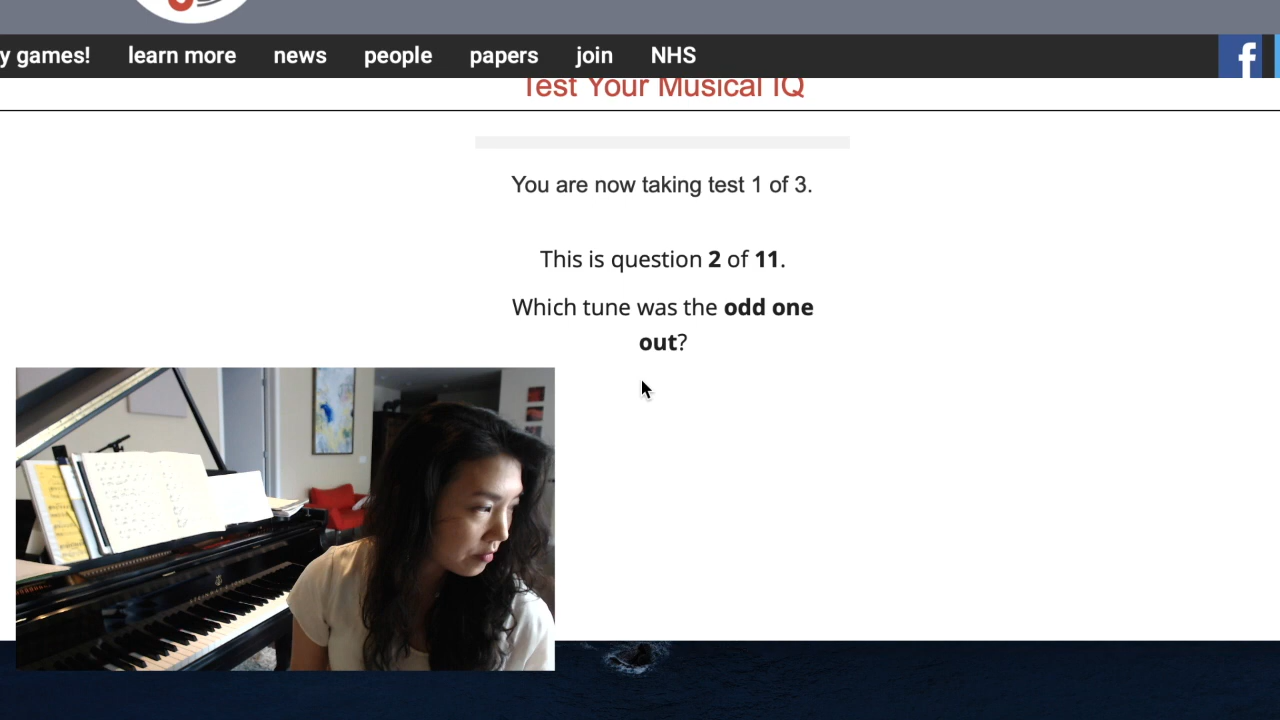 y games! learn more news people papers join NHS
Test Your Musical IQ
You are now taking test 1 of 3.
This is question 2 of 11.
Which tune was the odd one
out?